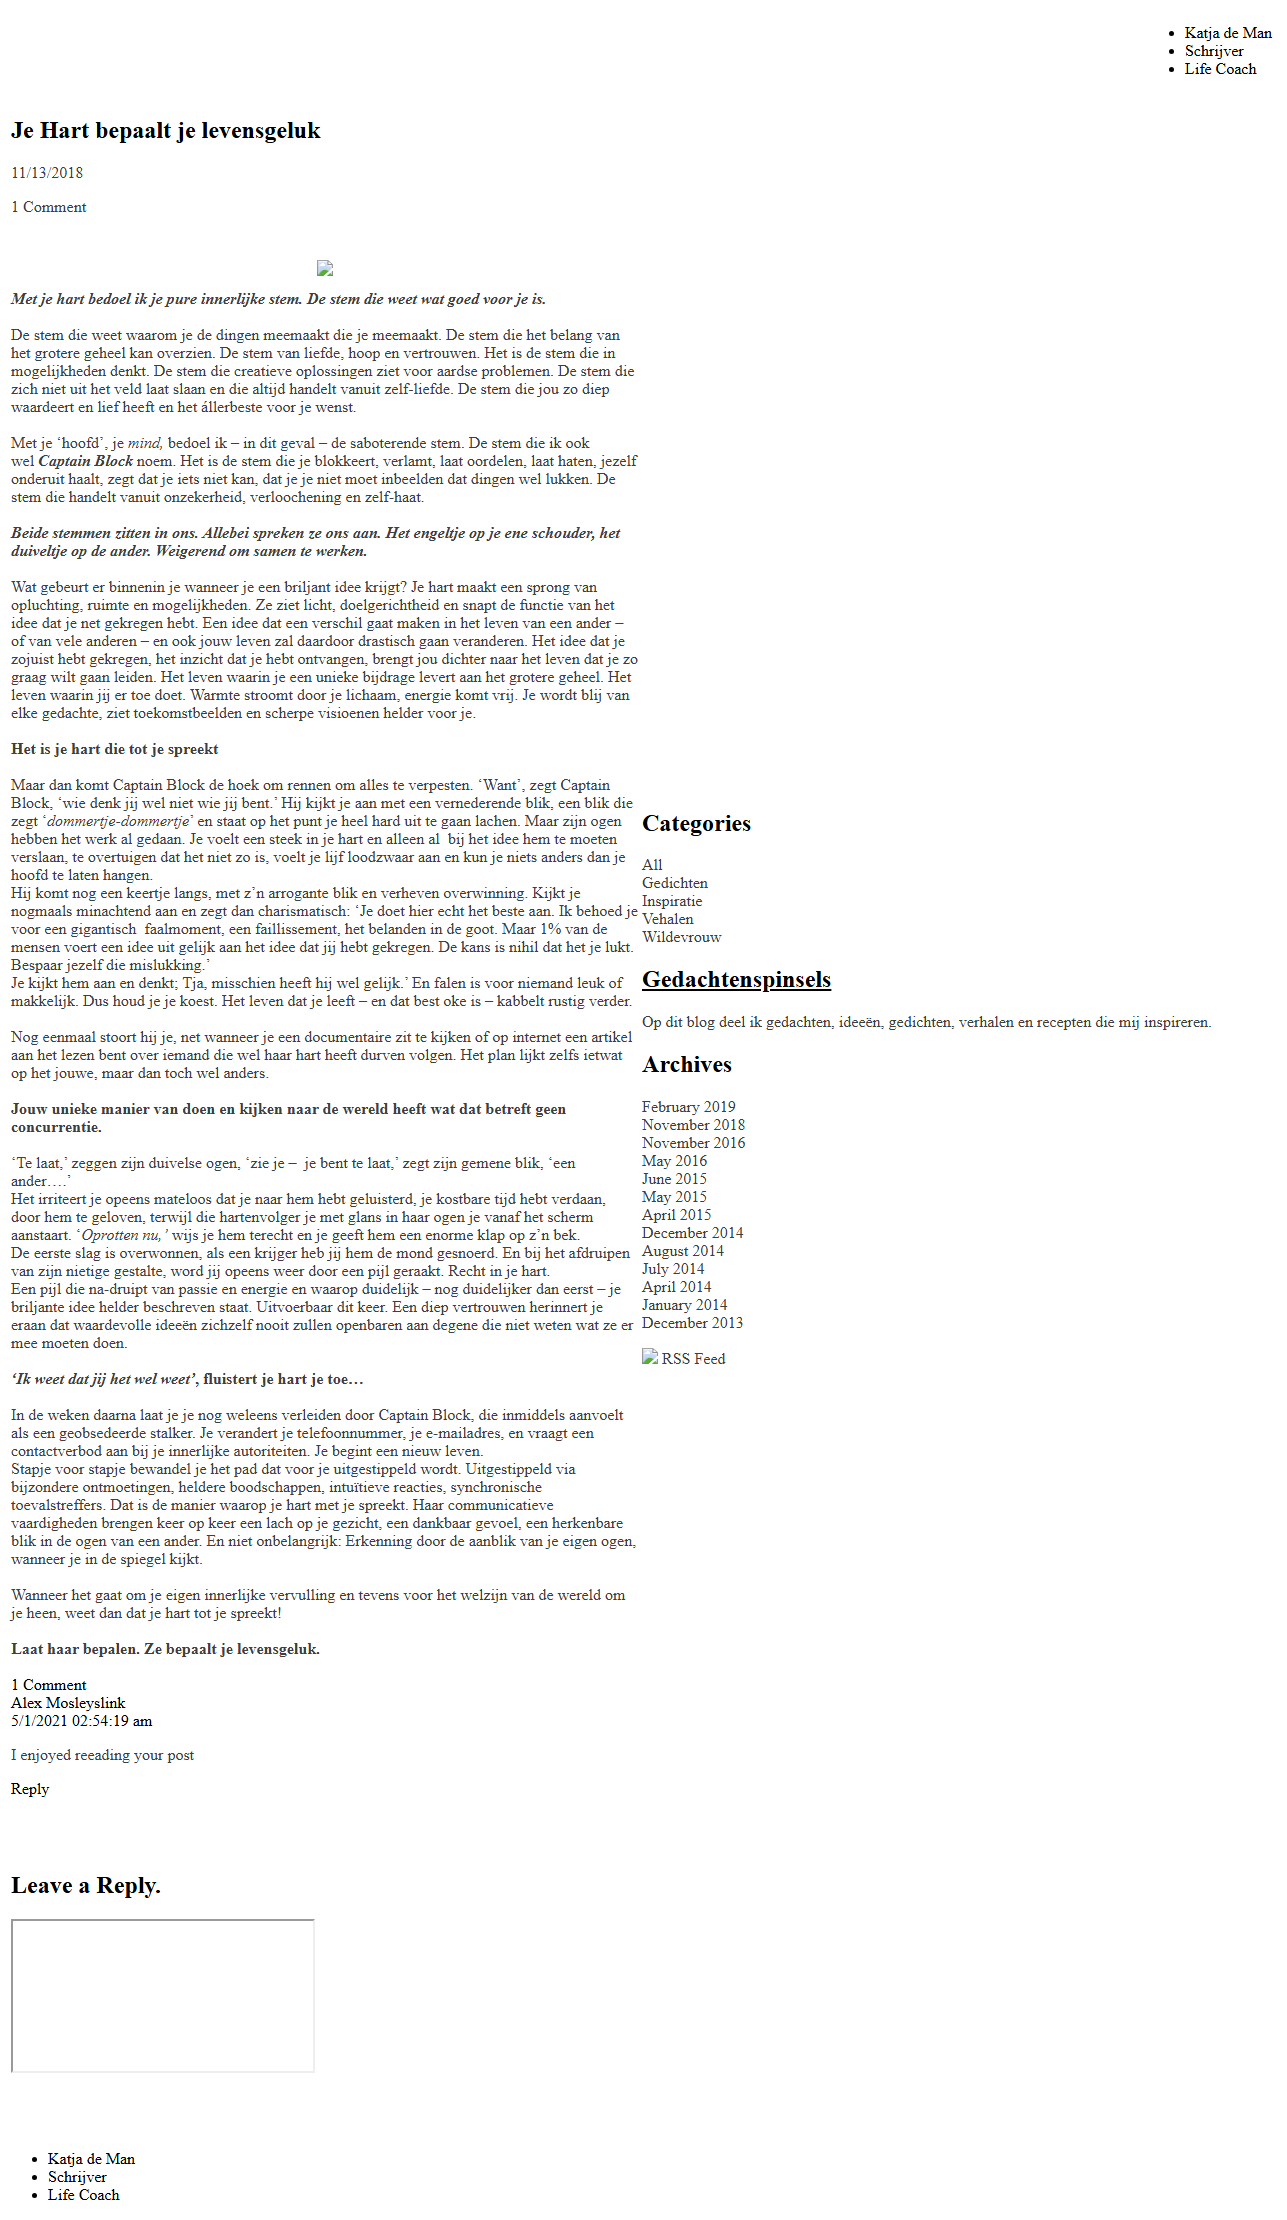 Katja de Man
Schrijver
Life Coach
Je Hart bepaalt je levensgeluk
11/13/2018
1 Comment
Met je hart bedoel ik je pure innerlijke stem. De stem die weet wat goed voor je is.
De stem die weet waarom je de dingen meemaakt die je meemaakt. De stem die het belang van
het grotere geheel kan overzien. De stem van liefde, hoop en vertrouwen. Het is de stem die in
mogelijkheden denkt. De stem die creatieve oplossingen ziet voor aardse problemen. De stem die
zich niet uit het veld laat slaan en die altijd handelt vanuit zelf-liefde. De stem die jou zo diep
waardeert en lief heeft en het állerbeste voor je wenst.
Met je ‘hoofd’, je mind, bedoel ik – in dit geval – de saboterende stem. De stem die ik ook
wel Captain Block noem. Het is de stem die je blokkeert, verlamt, laat oordelen, laat haten, jezelf
onderuit haalt, zegt dat je iets niet kan, dat je je niet moet inbeelden dat dingen wel lukken. De
stem die handelt vanuit onzekerheid, verloochening en zelf-haat.
Beide stemmen zitten in ons. Allebei spreken ze ons aan. Het engeltje op je ene schouder, het
duiveltje op de ander. Weigerend om samen te werken.
Wat gebeurt er binnenin je wanneer je een briljant idee krijgt? Je hart maakt een sprong van
opluchting, ruimte en mogelijkheden. Ze ziet licht, doelgerichtheid en snapt de functie van het
idee dat je net gekregen hebt. Een idee dat een verschil gaat maken in het leven van een ander –
of van vele anderen – en ook jouw leven zal daardoor drastisch gaan veranderen. Het idee dat je
zojuist hebt gekregen, het inzicht dat je hebt ontvangen, brengt jou dichter naar het leven dat je zo
graag wilt gaan leiden. Het leven waarin je een unieke bijdrage levert aan het grotere geheel. Het
leven waarin jij er toe doet. Warmte stroomt door je lichaam, energie komt vrij. Je wordt blij van
elke gedachte, ziet toekomstbeelden en scherpe visioenen helder voor je.
Het is je hart die tot je spreekt
Maar dan komt Captain Block de hoek om rennen om alles te verpesten. ‘Want’, zegt Captain
Block, ‘wie denk jij wel niet wie jij bent.’ Hij kijkt je aan met een vernederende blik, een blik die
zegt ‘dommertje-dommertje’ en staat op het punt je heel hard uit te gaan lachen. Maar zijn ogen
hebben het werk al gedaan. Je voelt een steek in je hart en alleen al  bij het idee hem te moeten
verslaan, te overtuigen dat het niet zo is, voelt je lijf loodzwaar aan en kun je niets anders dan je
hoofd te laten hangen.
Hij komt nog een keertje langs, met z’n arrogante blik en verheven overwinning. Kijkt je
nogmaals minachtend aan en zegt dan charismatisch: ‘Je doet hier echt het beste aan. Ik behoed je
voor een gigantisch  faalmoment, een faillissement, het belanden in de goot. Maar 1% van de
mensen voert een idee uit gelijk aan het idee dat jij hebt gekregen. De kans is nihil dat het je lukt.
Bespaar jezelf die mislukking.’
Je kijkt hem aan en denkt; Tja, misschien heeft hij wel gelijk.’ En falen is voor niemand leuk of
makkelijk. Dus houd je je koest. Het leven dat je leeft – en dat best oke is – kabbelt rustig verder.
Nog eenmaal stoort hij je, net wanneer je een documentaire zit te kijken of op internet een artikel
aan het lezen bent over iemand die wel haar hart heeft durven volgen. Het plan lijkt zelfs ietwat
op het jouwe, maar dan toch wel anders.
Jouw unieke manier van doen en kijken naar de wereld heeft wat dat betreft geen
concurrentie.
‘Te laat,’ zeggen zijn duivelse ogen, ‘zie je –  je bent te laat,’ zegt zijn gemene blik, ‘een
ander….’
Het irriteert je opeens mateloos dat je naar hem hebt geluisterd, je kostbare tijd hebt verdaan,
door hem te geloven, terwijl die hartenvolger je met glans in haar ogen je vanaf het scherm
aanstaart. ‘Oprotten nu,’ wijs je hem terecht en je geeft hem een enorme klap op z’n bek.
De eerste slag is overwonnen, als een krijger heb jij hem de mond gesnoerd. En bij het afdruipen
van zijn nietige gestalte, word jij opeens weer door een pijl geraakt. Recht in je hart.
Een pijl die na-druipt van passie en energie en waarop duidelijk – nog duidelijker dan eerst – je
briljante idee helder beschreven staat. Uitvoerbaar dit keer. Een diep vertrouwen herinnert je
eraan dat waardevolle ideeën zichzelf nooit zullen openbaren aan degene die niet weten wat ze er
mee moeten doen.
‘Ik weet dat jij het wel weet’, fluistert je hart je toe…
In de weken daarna laat je je nog weleens verleiden door Captain Block, die inmiddels aanvoelt
als een geobsedeerde stalker. Je verandert je telefoonnummer, je e-mailadres, en vraagt een
contactverbod aan bij je innerlijke autoriteiten. Je begint een nieuw leven.
Stapje voor stapje bewandel je het pad dat voor je uitgestippeld wordt. Uitgestippeld via
bijzondere ontmoetingen, heldere boodschappen, intuïtieve reacties, synchronische
toevalstreffers. Dat is de manier waarop je hart met je spreekt. Haar communicatieve
vaardigheden brengen keer op keer een lach op je gezicht, een dankbaar gevoel, een herkenbare
blik in de ogen van een ander. En niet onbelangrijk: Erkenning door de aanblik van je eigen ogen,
wanneer je in de spiegel kijkt.
Wanneer het gaat om je eigen innerlijke vervulling en tevens voor het welzijn van de wereld om
je heen, weet dan dat je hart tot je spreekt!
Laat haar bepalen. Ze bepaalt je levensgeluk.
1 Comment
Alex Mosleyslink
5/1/2021 02:54:19 am
I enjoyed reeading your post
Reply
Leave a Reply.
Categories
All
Gedichten
Inspiratie
Vehalen
Wildevrouw
Gedachtenspinsels
Op dit blog deel ik gedachten, ideeën, gedichten, verhalen en recepten die mij inspireren.
Archives
February 2019
November 2018
November 2016
May 2016
June 2015
May 2015
April 2015
December 2014
August 2014
July 2014
April 2014
January 2014
December 2013
RSS Feed
Katja de Man
Schrijver
Life Coach